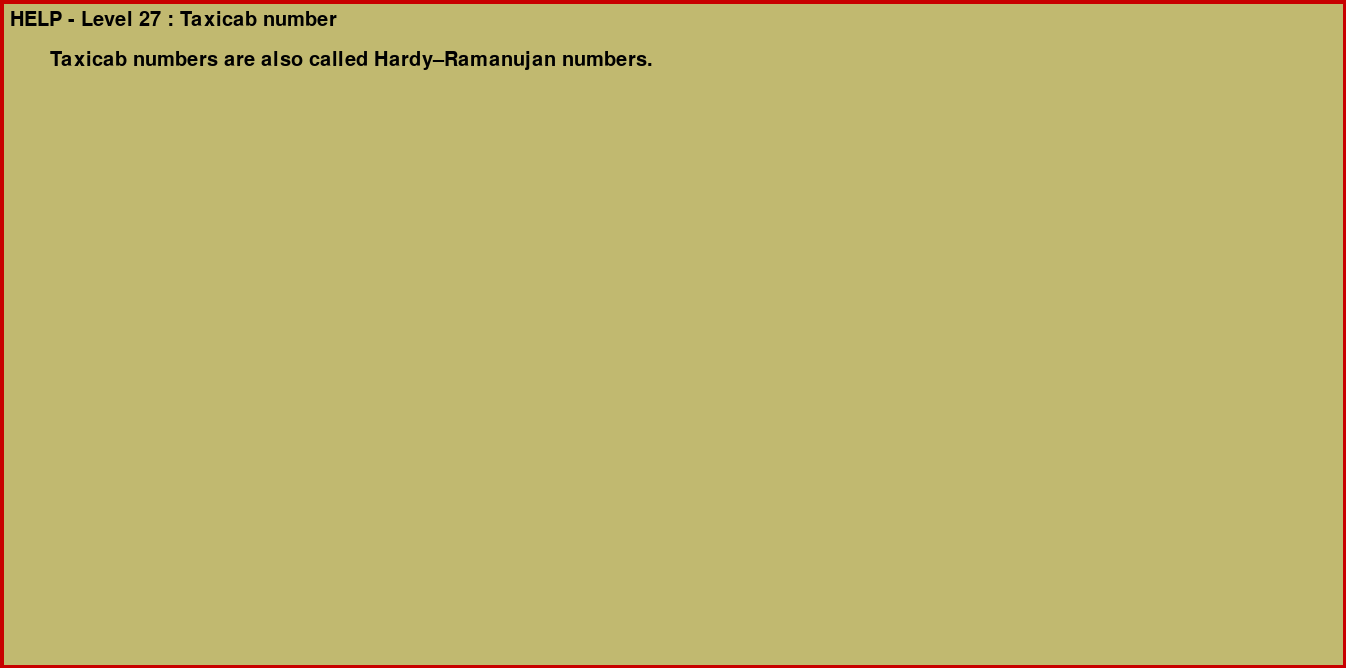 HELP - Level 27 : Taxicab number
Taxicab numbers are also called Hardy–Ramanujan numbers.